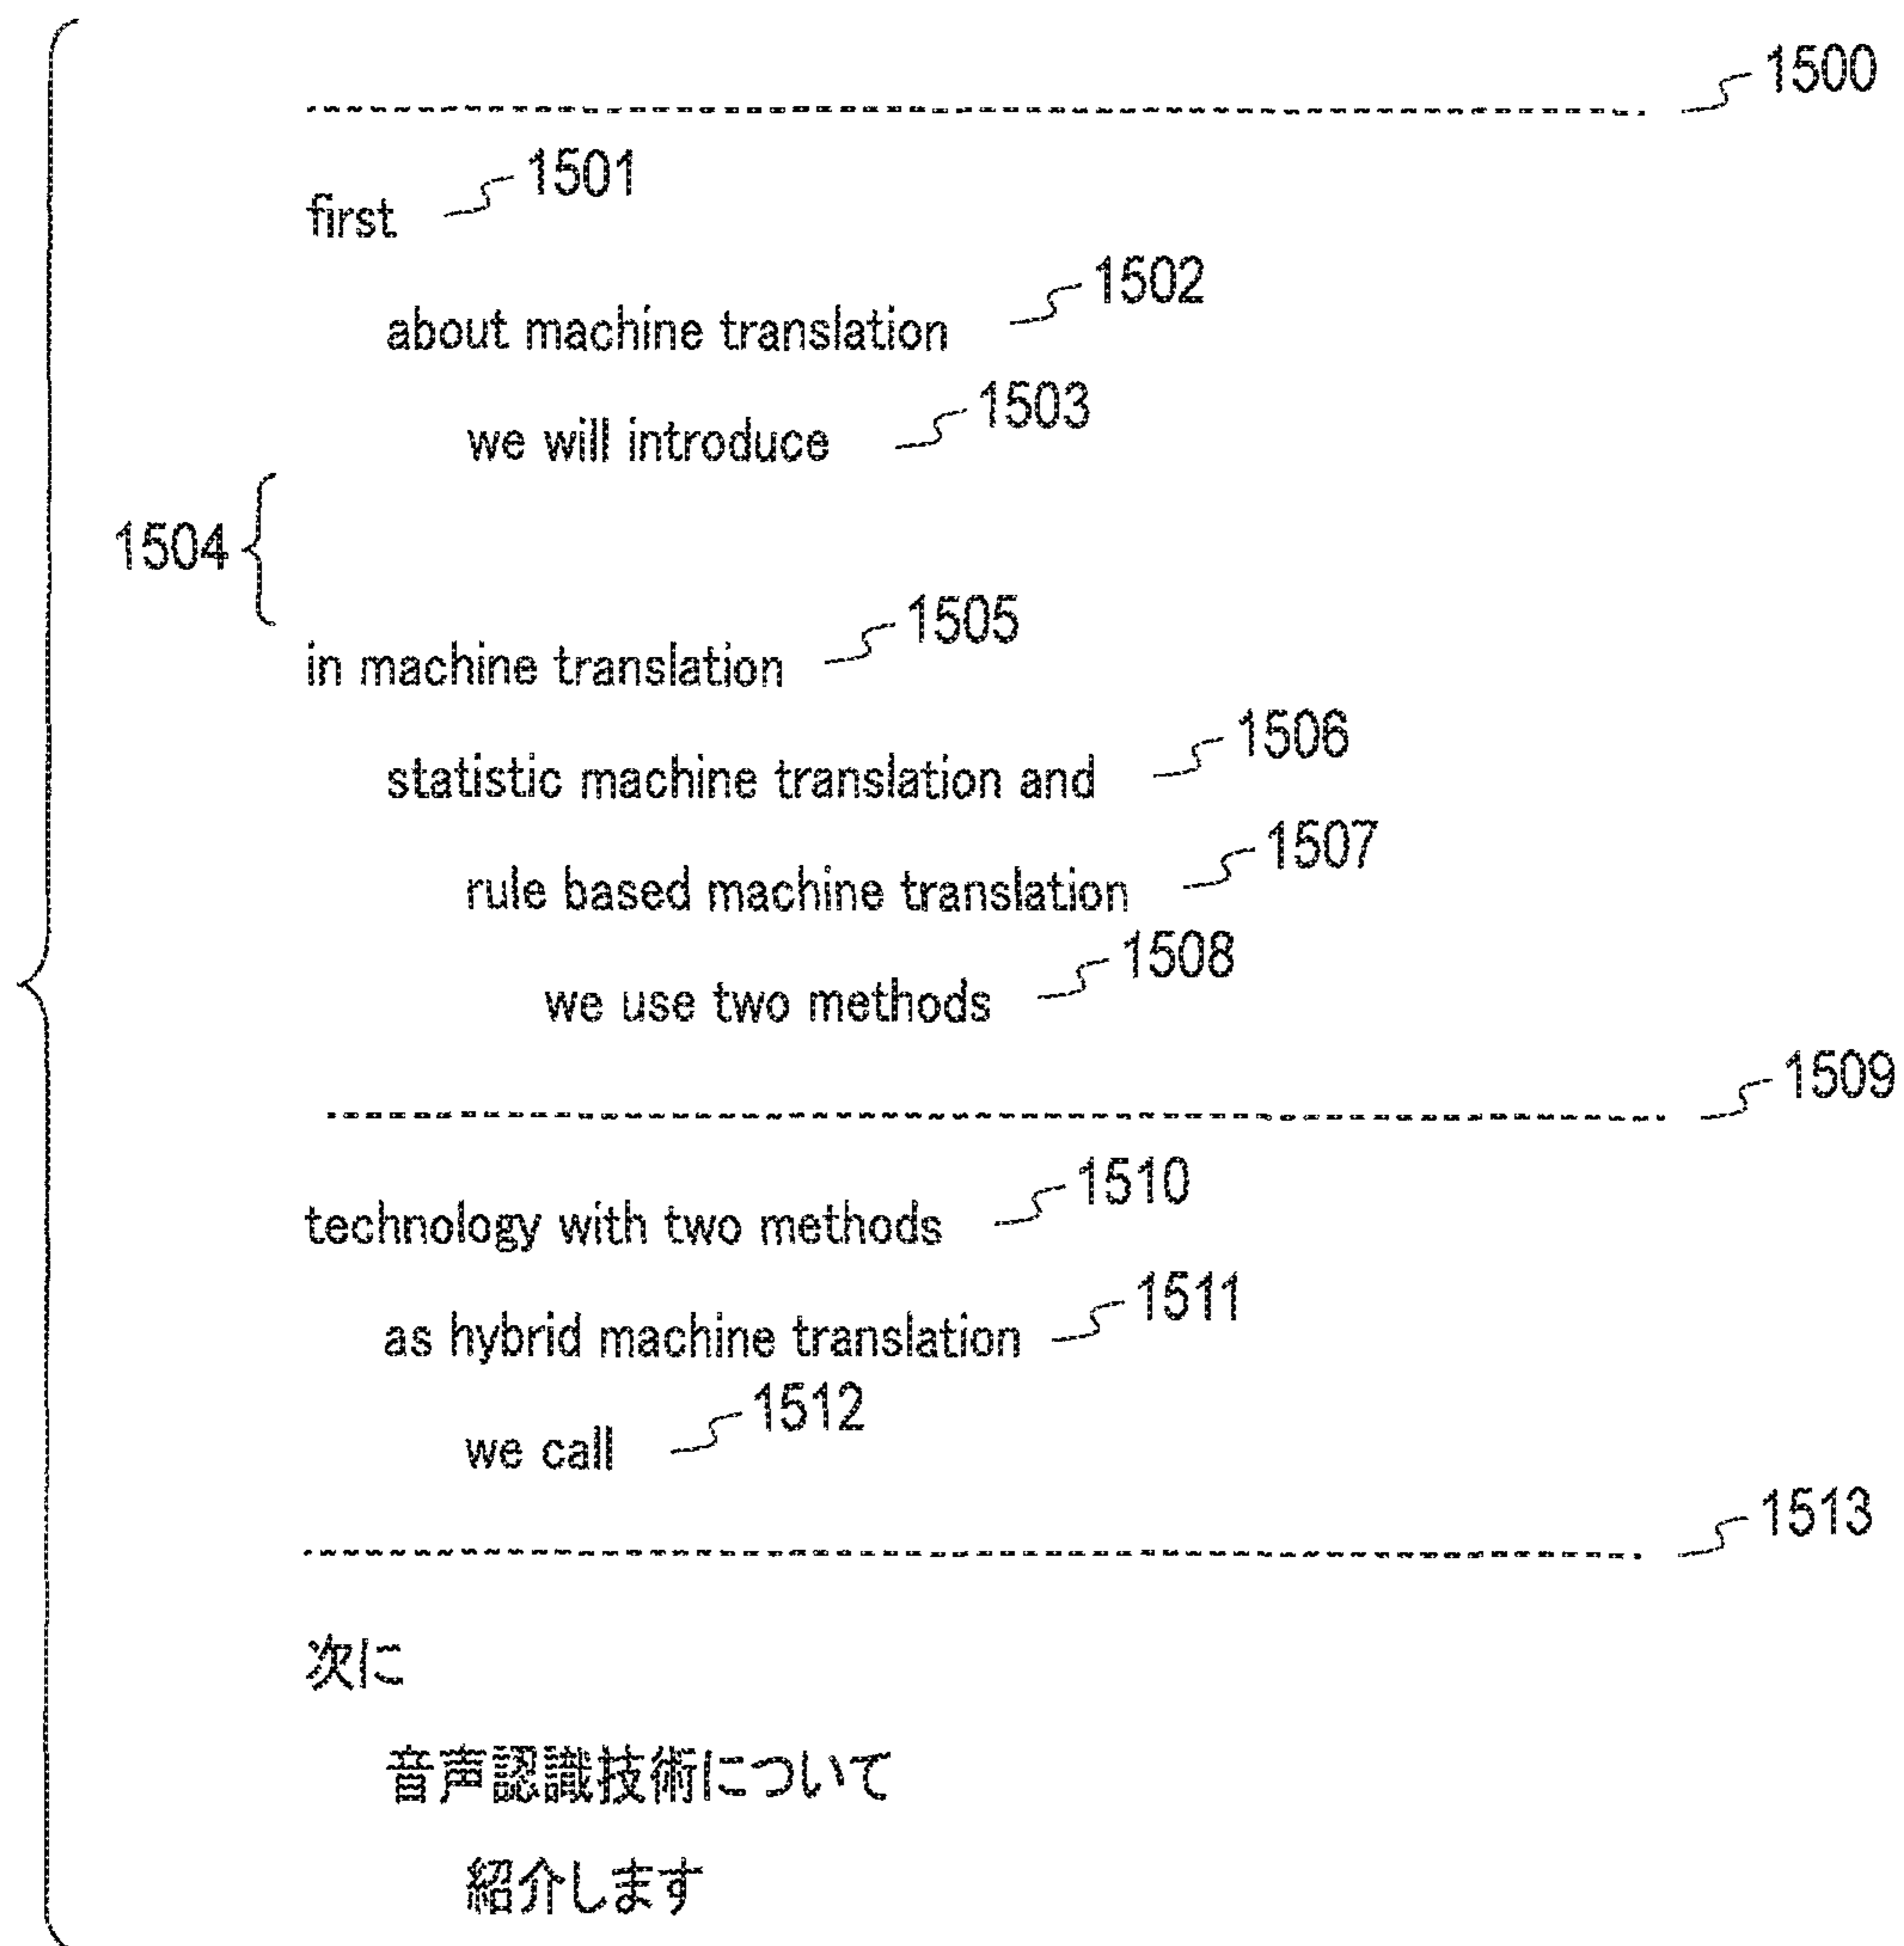 1500
1501
first
1502
about machine translation
1503
we will introduce
1504
1505
in machine translation
1506
statistic machine translation and
1507
rule based machine translation
1508
we use two methods
1509
1510
technology with two methods
1511
as hybrid machine translation
1512
we call
1513
次に
音声認識技術について
紹介します